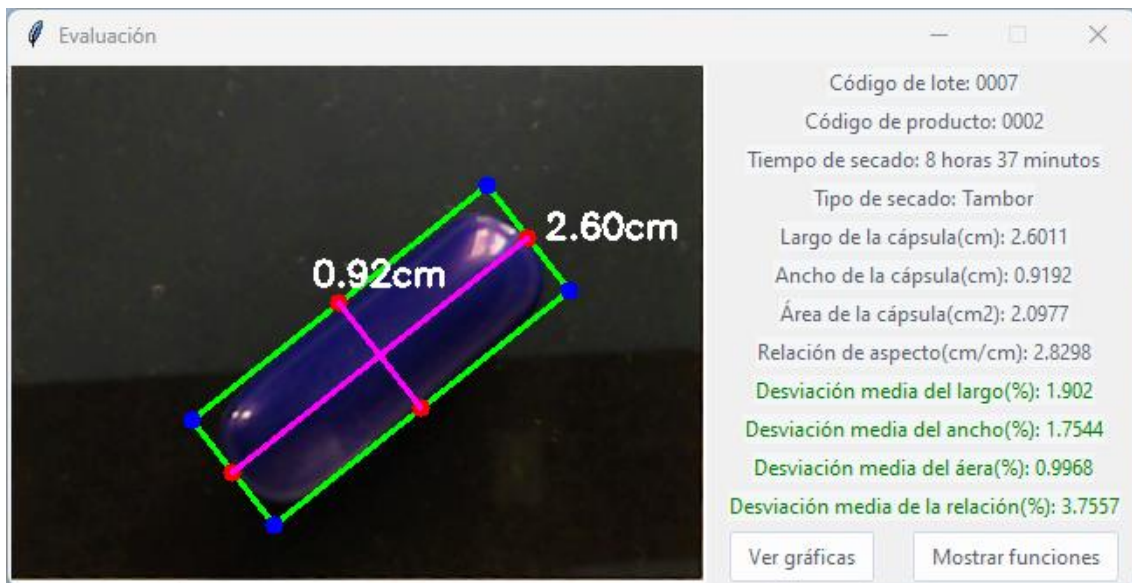 Evaluación
2.60cm
0.92cm
Código de lote: 0007
Código de producto: 0002
Tiempo de secado: 8 horas 37 minutos
Tipo de secado: Tambor
Largo de la cápsula(cm): 2.6011
Ancho de la cápsula(cm): 0.9192
Área de la cápsula(cm2): 2.0977
Relación de aspecto(cm/cm): 2.8298
Desviación media del largo(%): 1.902
Desviación media del ancho(%): 1.7544
Desviación media del áera(%): 0.9968
Desviación media de la relación(%): 3.7557
Ver gráficas
Mostrar funciones